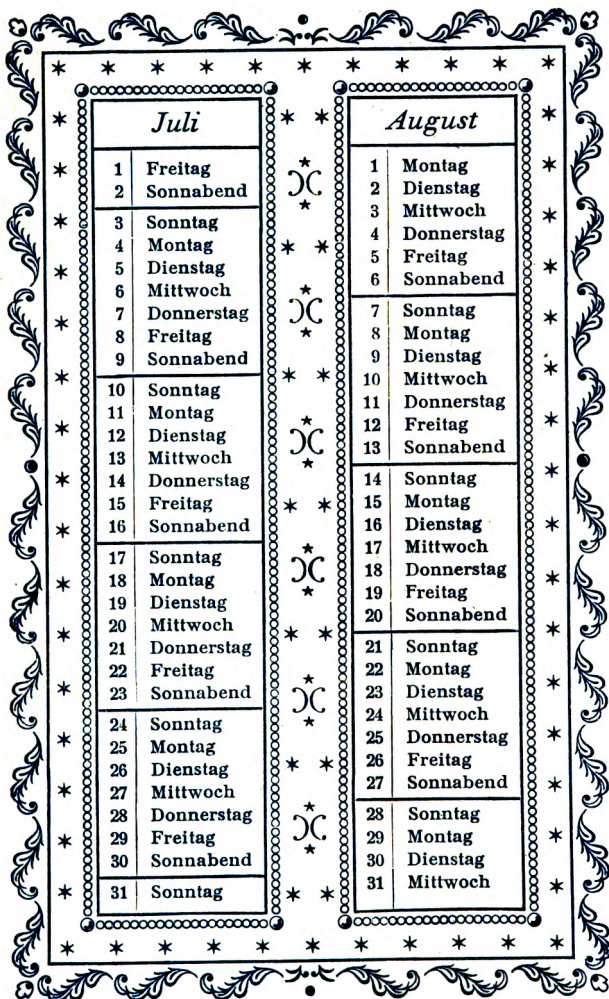 Juli
1 Freitag
2 Sonnabend
3 Sonntag
4 Montag
5 Dienstag
6 Mittwoch
7 Donnerstag
8 Freitag
9 Sonnabend
10 Sonntag
11 Montag
12 Dienstag
13 Mittwoch
14 Donnerstag
15 Freitag
16 Sonnabend
17 Sonntag
18 Montag
19 Dienstag
20 Mittwoch
21 Donnerstag
22 Freitag
23 Sonnabend
24 Sonntag
25 Montag
26 Dienstag
27 Mittwoch
28 Donnerstag
29 Freitag
30 Sonnabend
31 Sonntag
August
1 Montag
2 Dienstag
3 Mittwoch
4 Donnerstag
5 Freitag
6 Sonnabend
7 Sonntag
8 Montag
9 Dienstag
10 Mittwoch
11 Donnerstag
12 Freitag
13 Sonnabend
14 Sonntag
15 Montag
16 Dienstag
17 Mittwoch
18 Donnerstag
19 Freitag
20 Sonnabend
21 Sonntag
22 Montag
23 Dienstag
24 Mittwoch
25 Donnerstag
26 Freitag
27 Sonnabend
28 Sonntag
29 Montag
30 Dienstag
31 Mittwoch